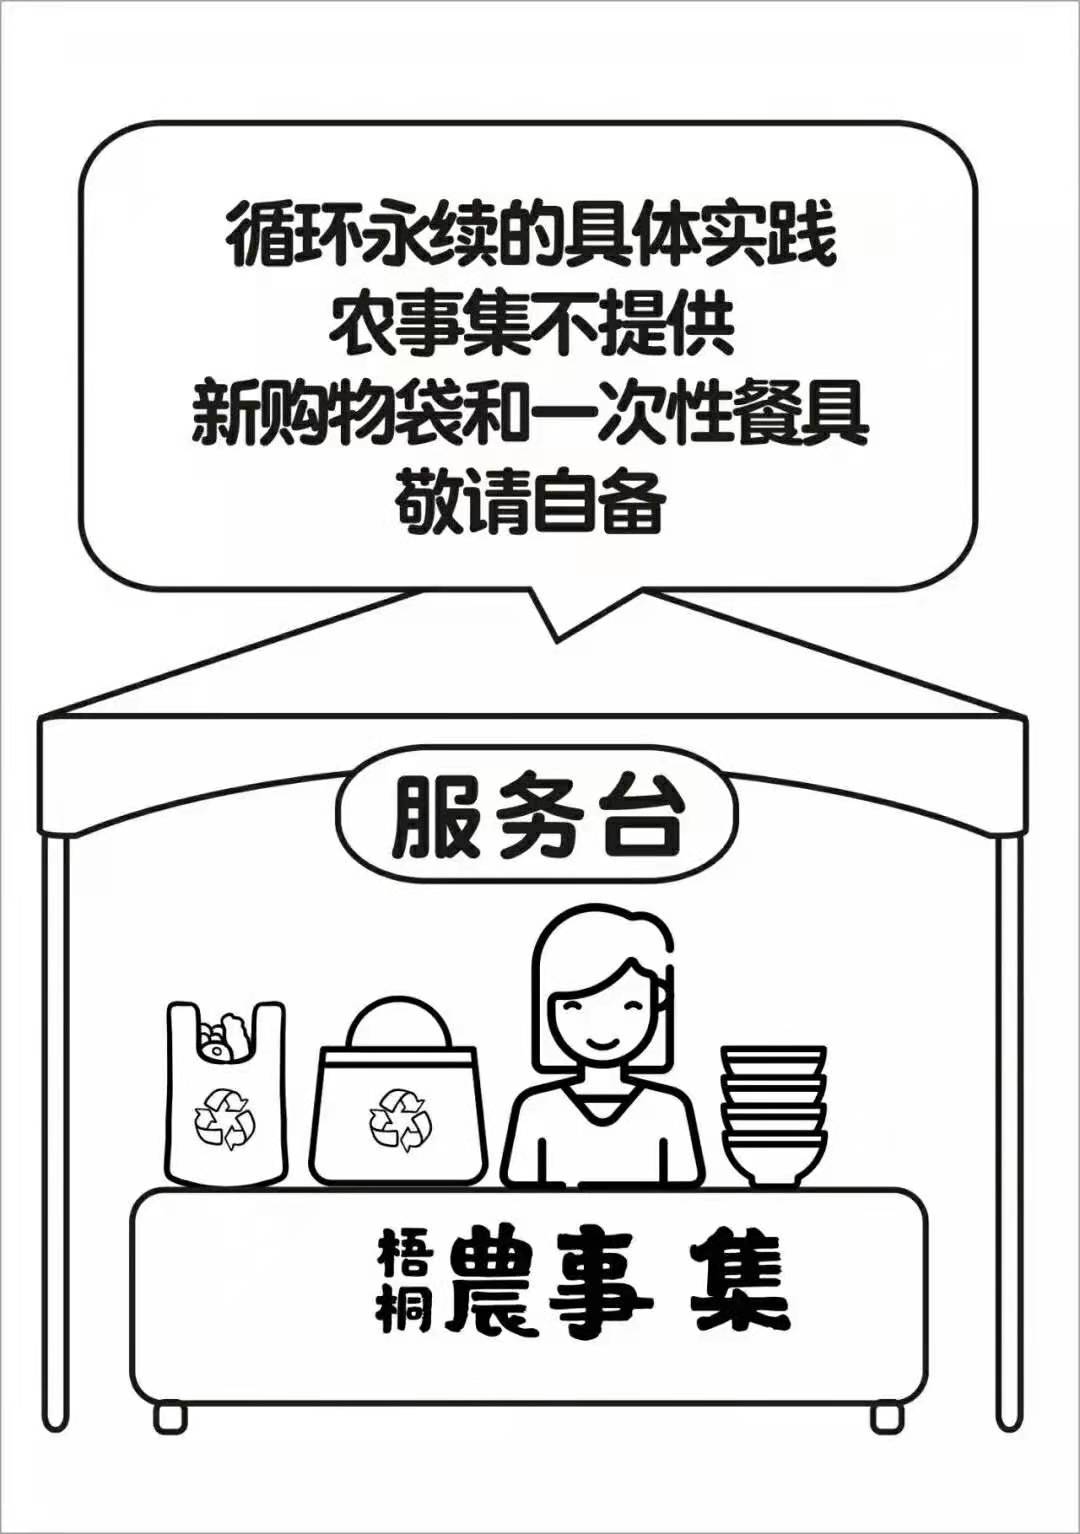 循环永续的具体实践
农事集不提供
新购物袋和一次性餐具
敬请自备
服务台
梧桐農事集